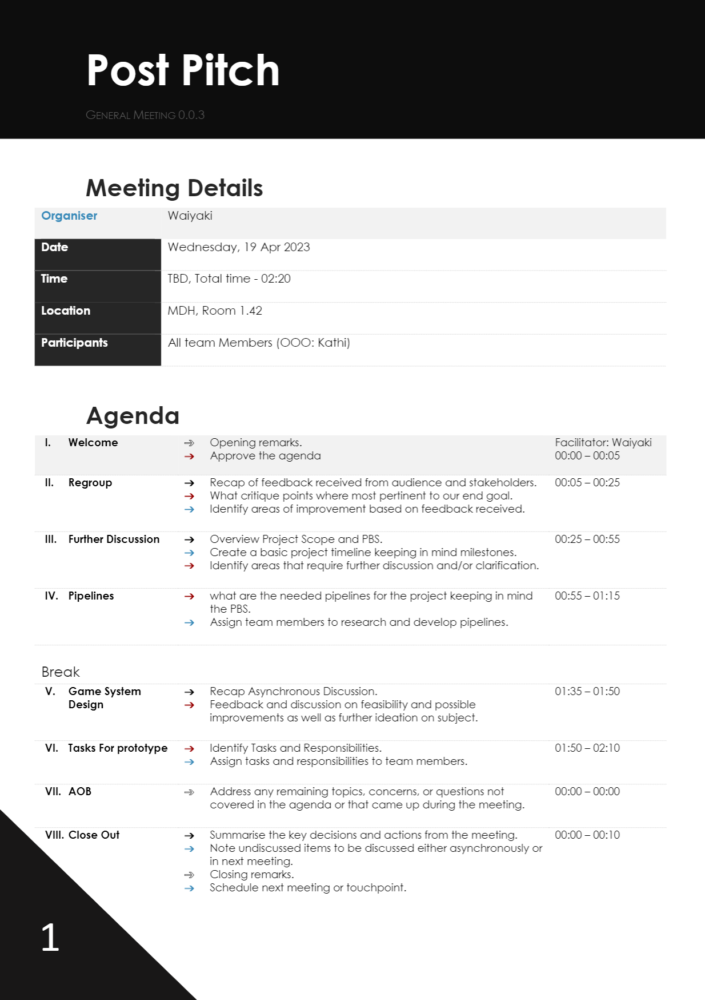 Post Pitch
General Meeting 0.0.3
Meeting Details
Organiser Waiyaki
Date Wednesday, 19 Apr 2023
Time TBD, Total time - 02:20
Location MDH, Room 1.42
Participants All team Members (OOO: Kathi)
Agenda
I. Welcome ➩ Opening remarks. Facilitator: Waiyaki
➔ Approve the agenda 00:00 – 00:05
II. Regroup ➔ Recap of feedback received from audience and stakeholders. 00:05 – 00:25
➔ What critique points where most pertinent to our end goal.
➔ Identify areas of improvement based on feedback received.
III. Further Discussion ➔ Overview Project Scope and PBS. 00:25 – 00:55
➔ Create a basic project timeline keeping in mind milestones.
➔ Identify areas that require further discussion and/or clarification.
IV. Pipelines ➔ what are the needed pipelines for the project keeping in mind 00:55 – 01:15
the PBS.
➔ Assign team members to research and develop pipelines.
Break
V. Game System ➔ Recap Asynchronous Discussion. 01:35 – 01:50
Design ➔ Feedback and discussion on feasibility and possible
improvements as well as further ideation on subject.
VI. Tasks For prototype ➔ Identify Tasks and Responsibilities. 01:50 – 02:10
➔ Assign tasks and responsibilities to team members.
VII. AOB ➩ Address any remaining topics, concerns, or questions not 00:00 – 00:00
covered in the agenda or that came up during the meeting.
VIII. Close Out ➔ Summarise the key decisions and actions from the meeting. 00:00 – 00:10
➔ Note undiscussed items to be discussed either asynchronously or
in next meeting.
➩ Closing remarks.
➔ Schedule next meeting or touchpoint.
1